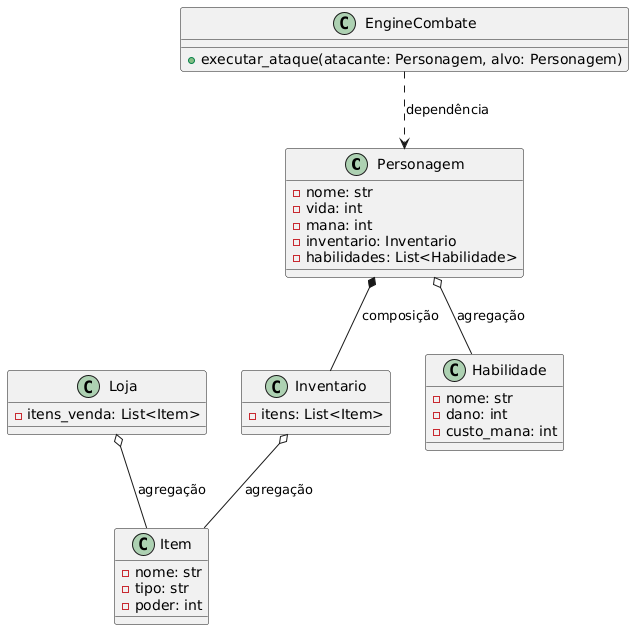 EngineCombate
executar_ataque(atacante: Personagem, alvo: Personagem)
dependência
Personagem
nome: str
vida: int
mana: int
inventario: Inventario
habilidades: List<Habilidade>
composição
agregação
Loja
itens_venda: List<Item>
Inventario
itens: List<Item>
Habilidade
nome: str
dano: int
custo_mana: int
agregação
agregação
Item
nome: str
tipo: str
poder: int